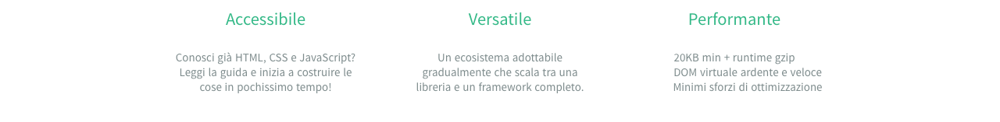 Accessibile
Conosci già HTML, CSS e JavaScript?
Leggi la guida e inizia a costruire le
cose in pochissimo tempo!
Versatile
Un ecosistema adottabile
gradualmente che scala tra una
libreria e un framework completo.
Performante
20KB min + runtime gzip
DOM virtuale ardente e veloce
Minimi sforzi di ottimizzazione